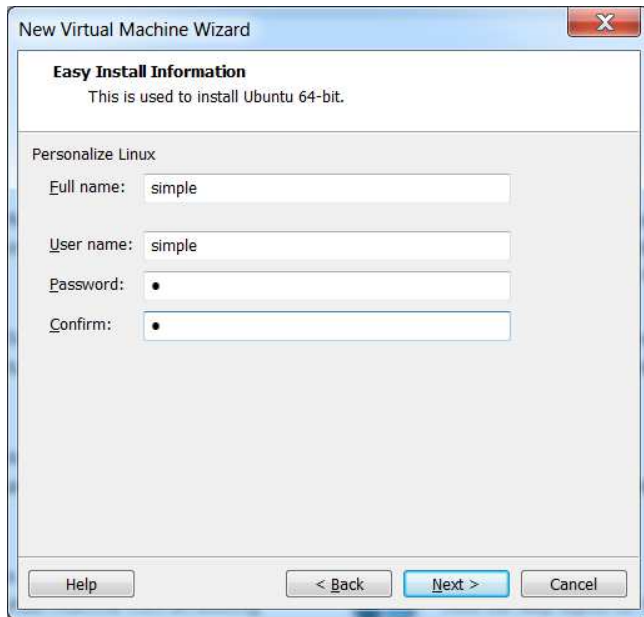 New Virtual Machine Wizard
Easy Install Information
This is used to install Ubuntu 64-bit.
Personalize Linux
Full name: simple
User name: simple
Password: ●
Confirm: ●
Help < Back Next > Cancel